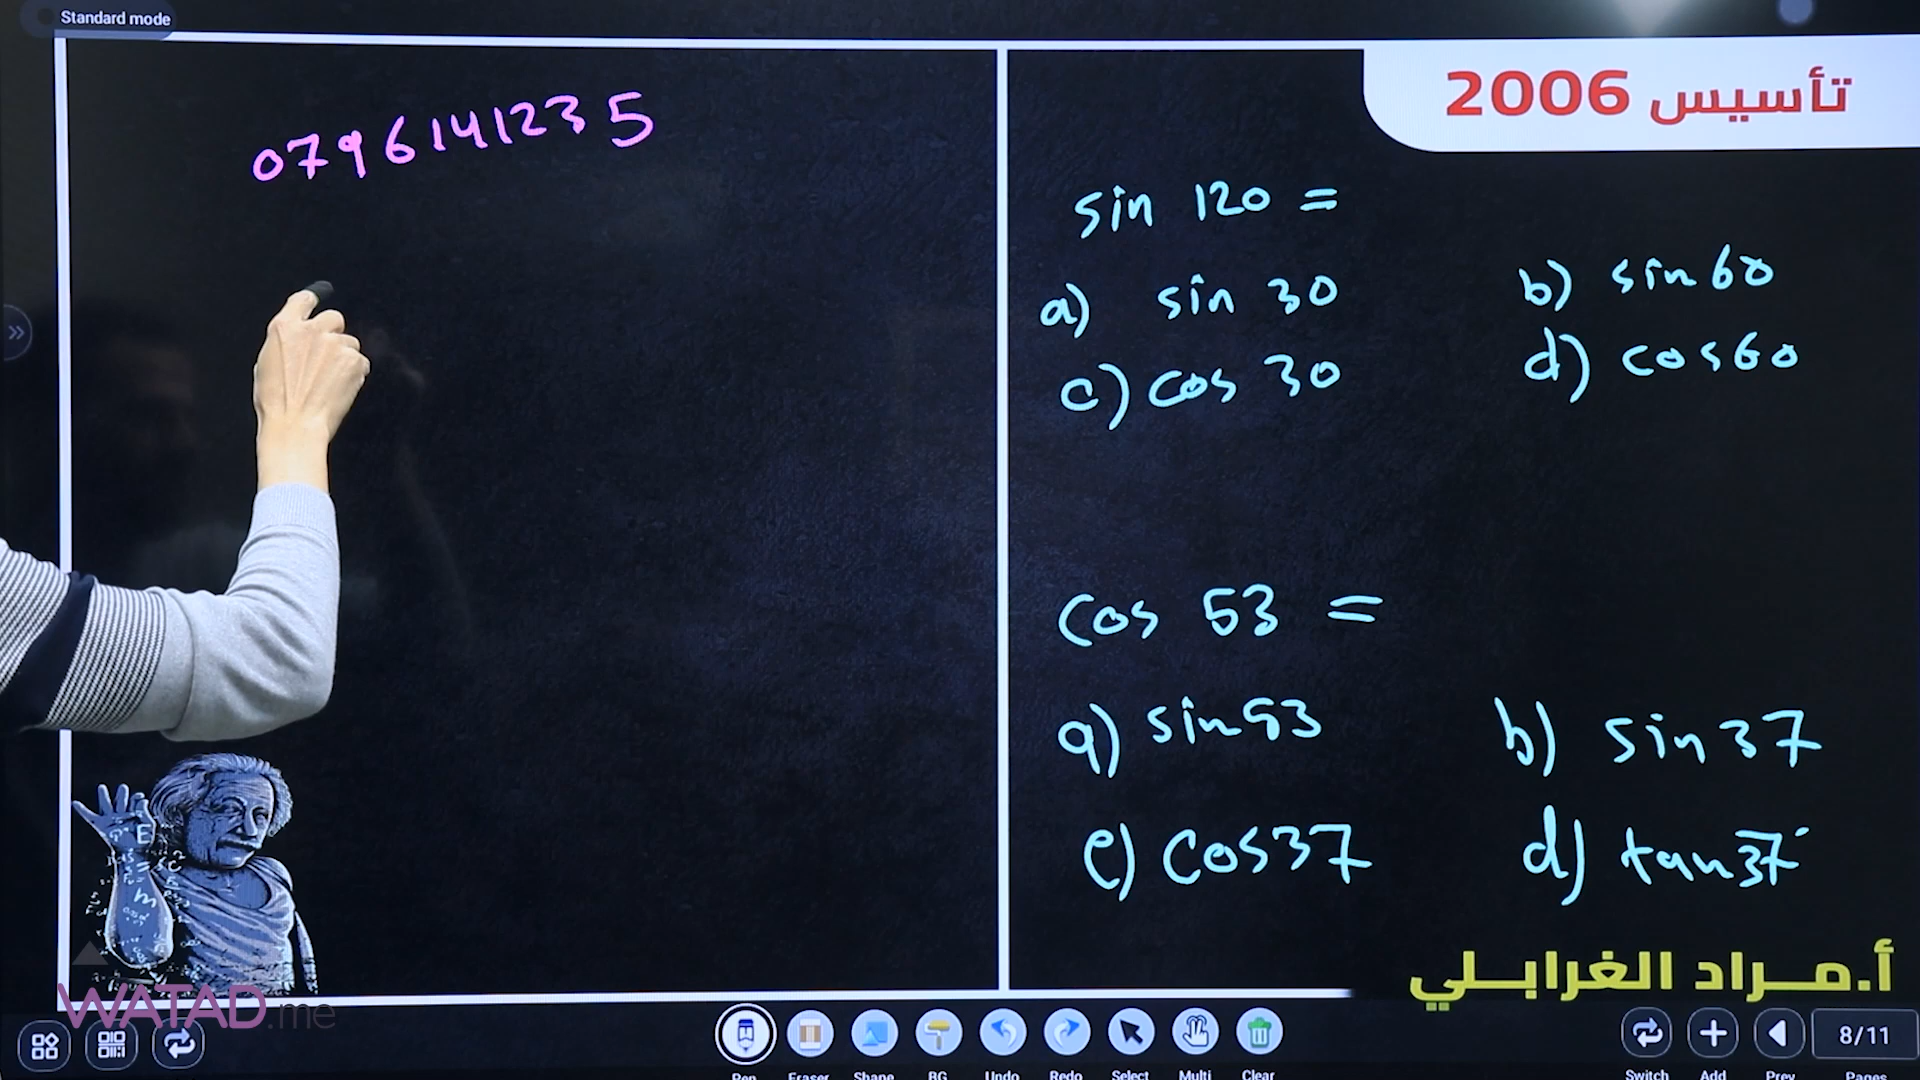 Standard mode
تأسيس 2006
0796141235
sin 120 =
a) sin 30
b) sin 60
c) cos 30
d) cos 60
cos 53 =
a) sin 53
b) sin 37
c) cos 37
d) tan 37
أ.مراد الغرابلي
WATAD.me
Pen Eraser Shape BG Undo Redo Select Multi Clear
Switch Add Prev Pages
8/11